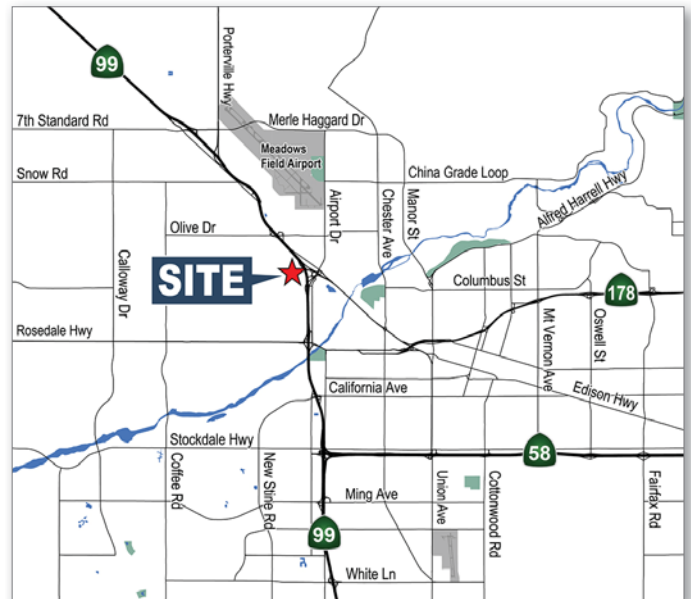 99
Porterville Hwy
7th Standard Rd
Merle Haggard Dr
Meadows
Field Airport
Snow Rd
China Grade Loop
Airport Dr
Chester Ave
Manor St
Alfred Harrell Hwy
Olive Dr
Calloway Dr
SITE
Columbus St
178
Rosedale Hwy
Mt Vernon Ave
Oswell St
California Ave
Edison Hwy
Stockdale Hwy
58
Coffee Rd
New Stine Rd
Ming Ave
Union Ave
Cottonwood Rd
Fairfax Rd
99
White Ln